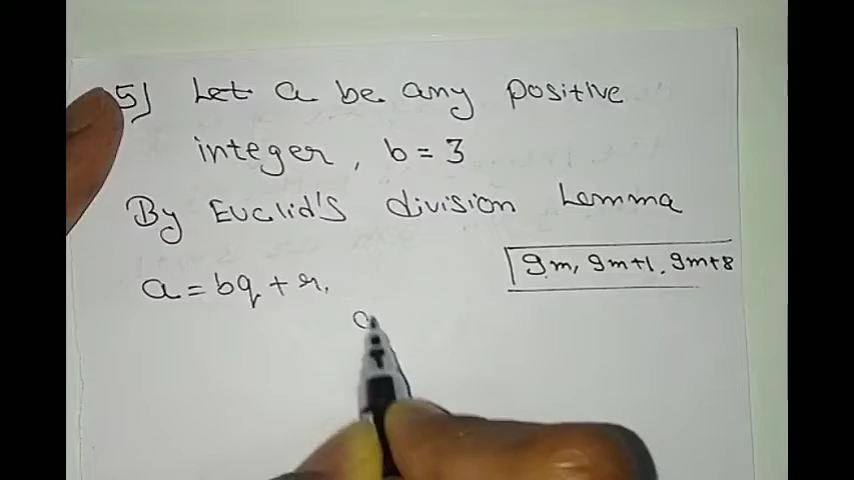 5) Let a be any positive
integer, b = 3
By Euclid's division Lemma
a = bq + r,
9m, 9m+1, 9m+8